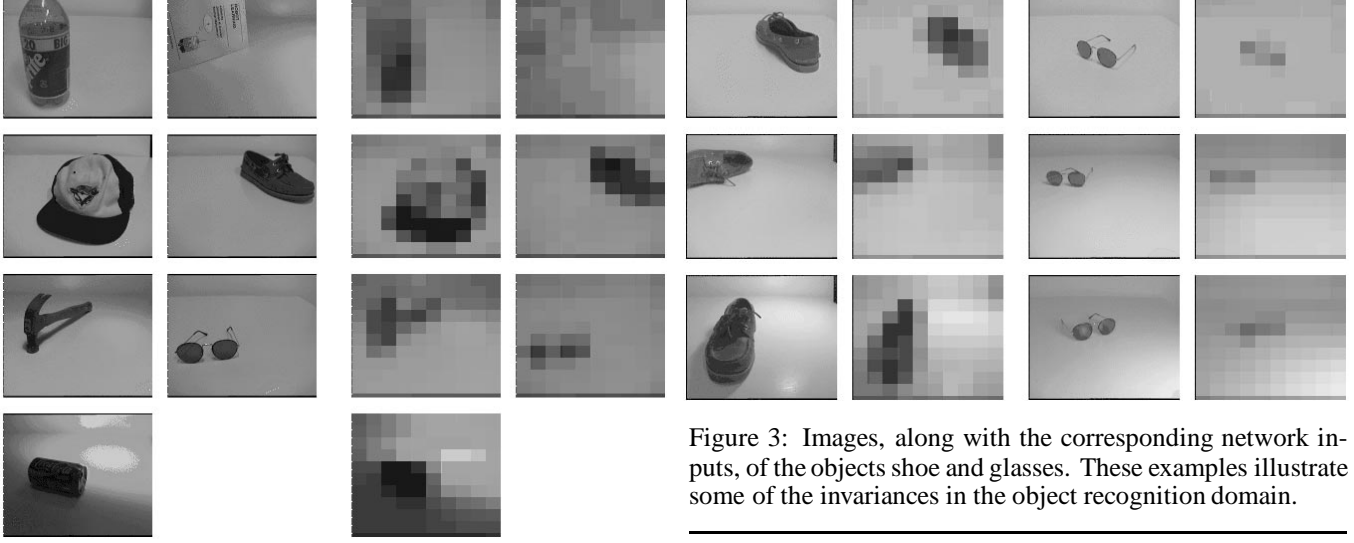 20 BIG
Figure 3: Images, along with the corresponding network in-
puts, of the objects shoe and glasses. These examples illustrate
some of the invariances in the object recognition domain.